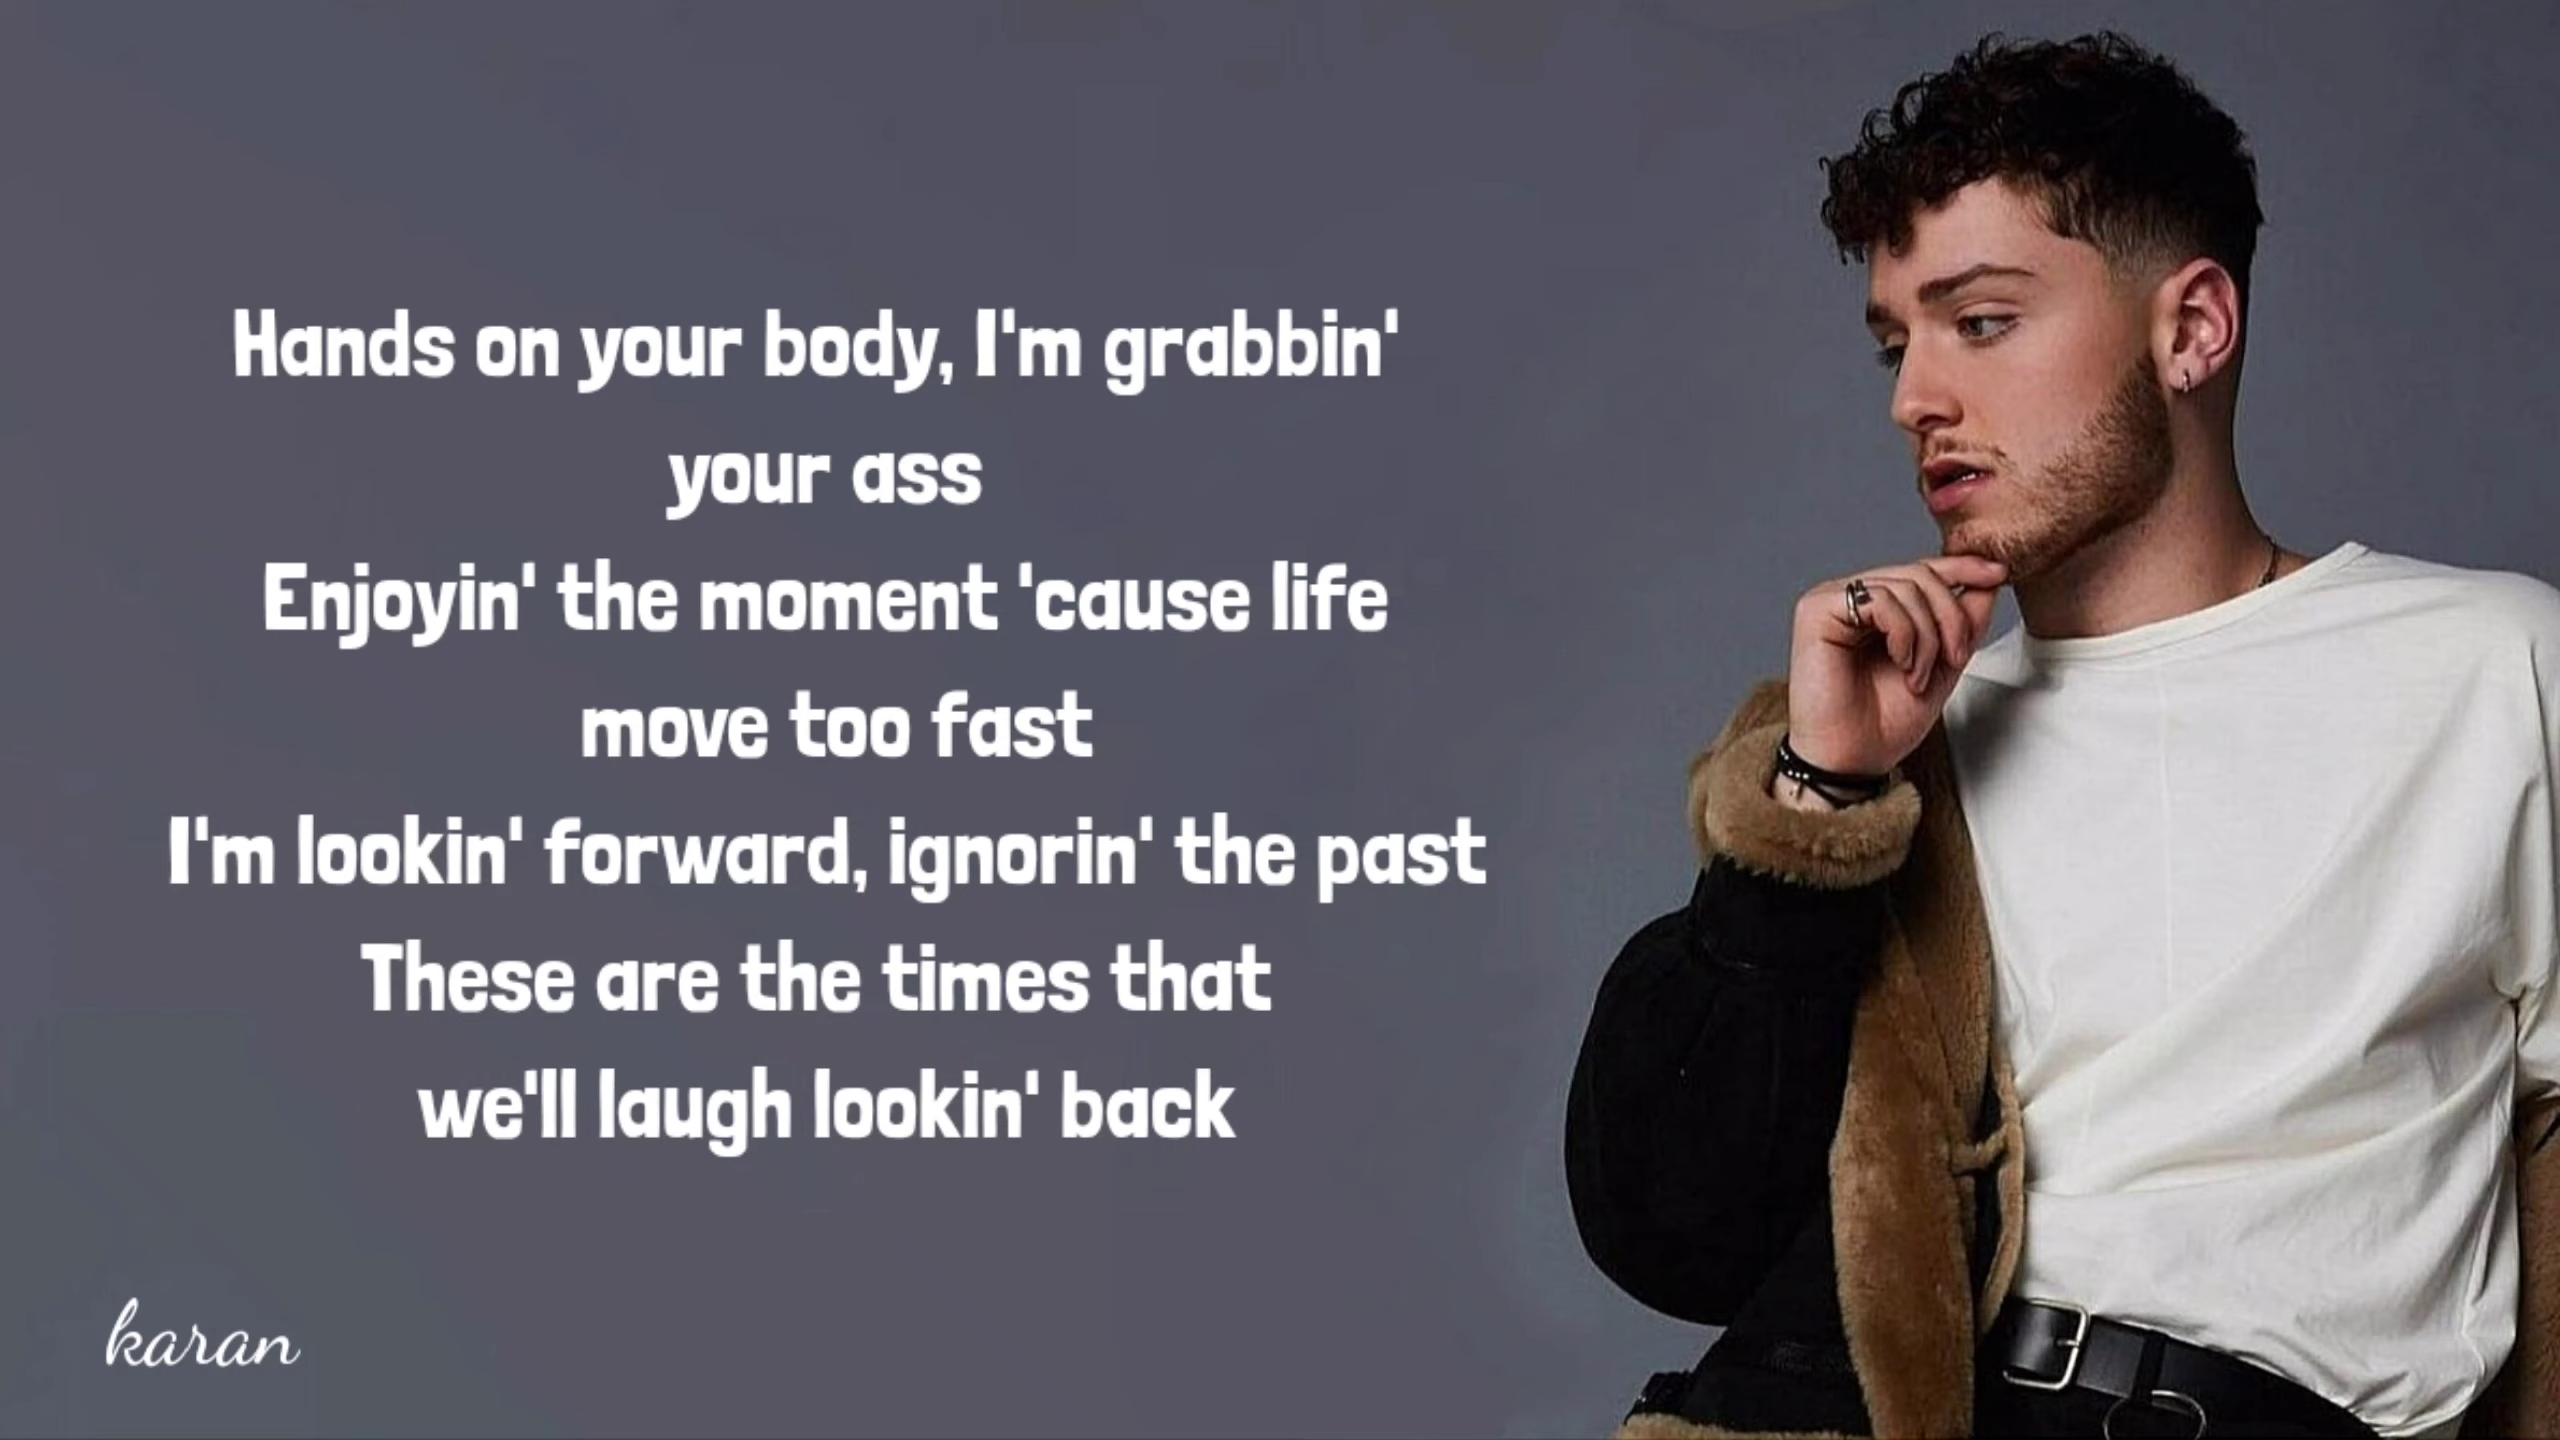 Hands on your body, I'm grabbin'
your ass
Enjoyin' the moment 'cause life
move too fast
I'm lookin' forward, ignorin' the past
These are the times that
we'll laugh lookin' back
karan